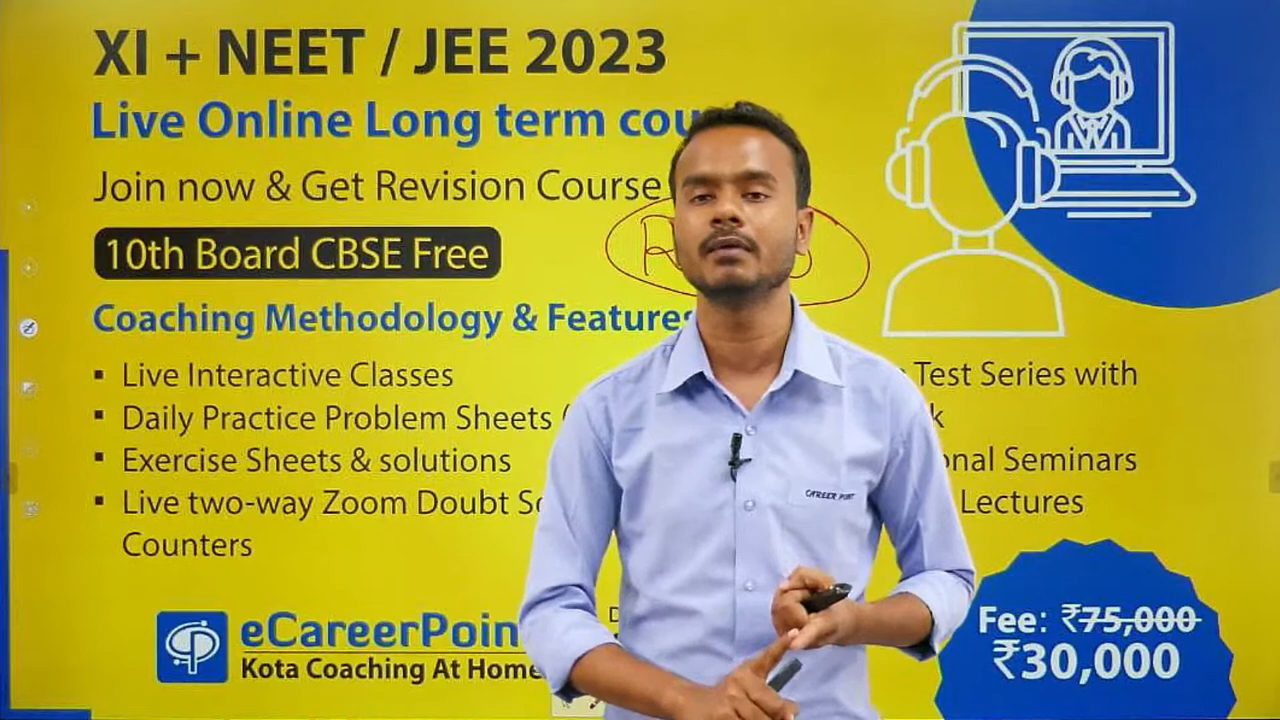 XI + NEET / JEE 2023
Live Online Long term cou
Join now & Get Revision Course
10th Board CBSE Free
Coaching Methodology & Features
▪ Live Interactive Classes
▪ Daily Practice Problem Sheets (
▪ Exercise Sheets & solutions
▪ Live two-way Zoom Doubt So
Counters
Test Series with
k
onal Seminars
Lectures
CAREER POINT
eCareerPoin
Kota Coaching At Home
Fee: ₹75,000
₹30,000